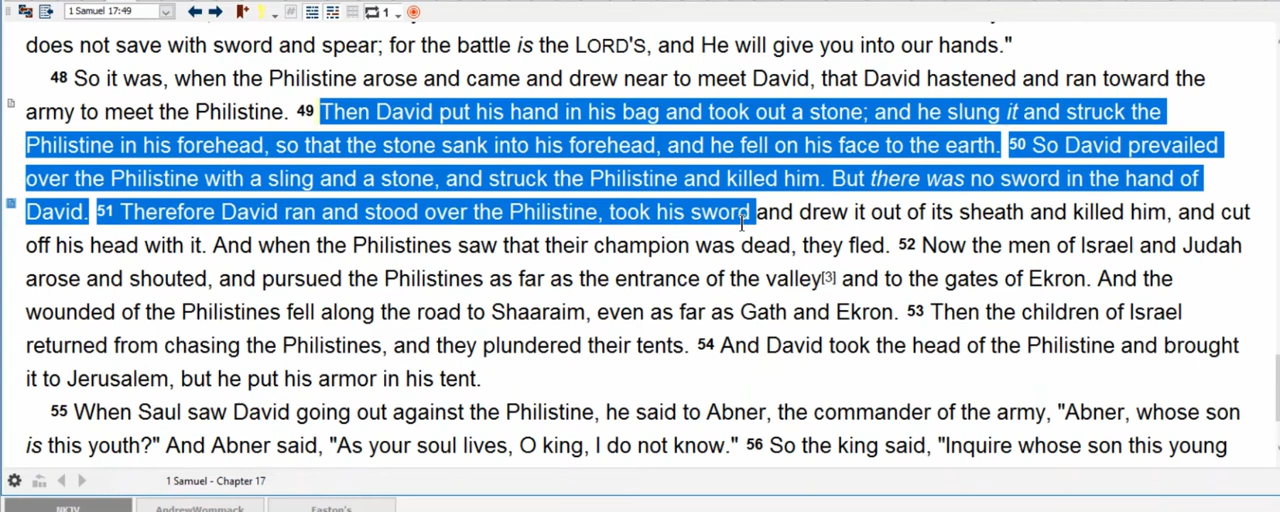 1 Samuel 17:49
1
does not save with sword and spear; for the battle is the LORD'S, and He will give you into our hands."
48 So it was, when the Philistine arose and came and drew near to meet David, that David hastened and ran toward the
army to meet the Philistine. 49 Then David put his hand in his bag and took out a stone; and he slung it and struck the
Philistine in his forehead, so that the stone sank into his forehead, and he fell on his face to the earth. 50 So David prevailed
over the Philistine with a sling and a stone, and struck the Philistine and killed him. But there was no sword in the hand of
David. 51 Therefore David ran and stood over the Philistine, took his sword and drew it out of its sheath and killed him, and cut
off his head with it. And when the Philistines saw that their champion was dead, they fled. 52 Now the men of Israel and Judah
arose and shouted, and pursued the Philistines as far as the entrance of the valley[3] and to the gates of Ekron. And the
wounded of the Philistines fell along the road to Shaaraim, even as far as Gath and Ekron. 53 Then the children of Israel
returned from chasing the Philistines, and they plundered their tents. 54 And David took the head of the Philistine and brought
it to Jerusalem, but he put his armor in his tent.
55 When Saul saw David going out against the Philistine, he said to Abner, the commander of the army, "Abner, whose son
is this youth?" And Abner said, "As your soul lives, O king, I do not know." 56 So the king said, "Inquire whose son this young
1 Samuel - Chapter 17
NKJV AndrewWommack Easton's